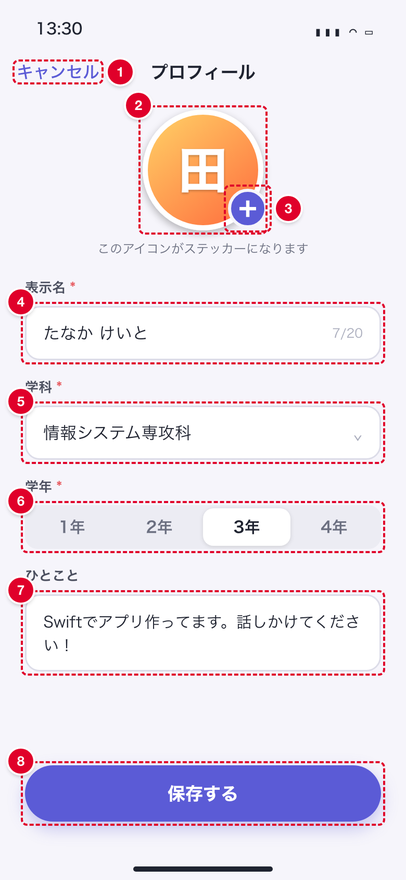 13:30
キャンセル 1 プロフィール
2
田
3
このアイコンがステッカーになります
表示名 *
4
たなか けいと 7/20
学科 *
5
情報システム専攻科
学年 *
6
1年 2年 3年 4年
ひとこと
7
Swiftでアプリ作ってます。話しかけてくださ
い！
8
保存する